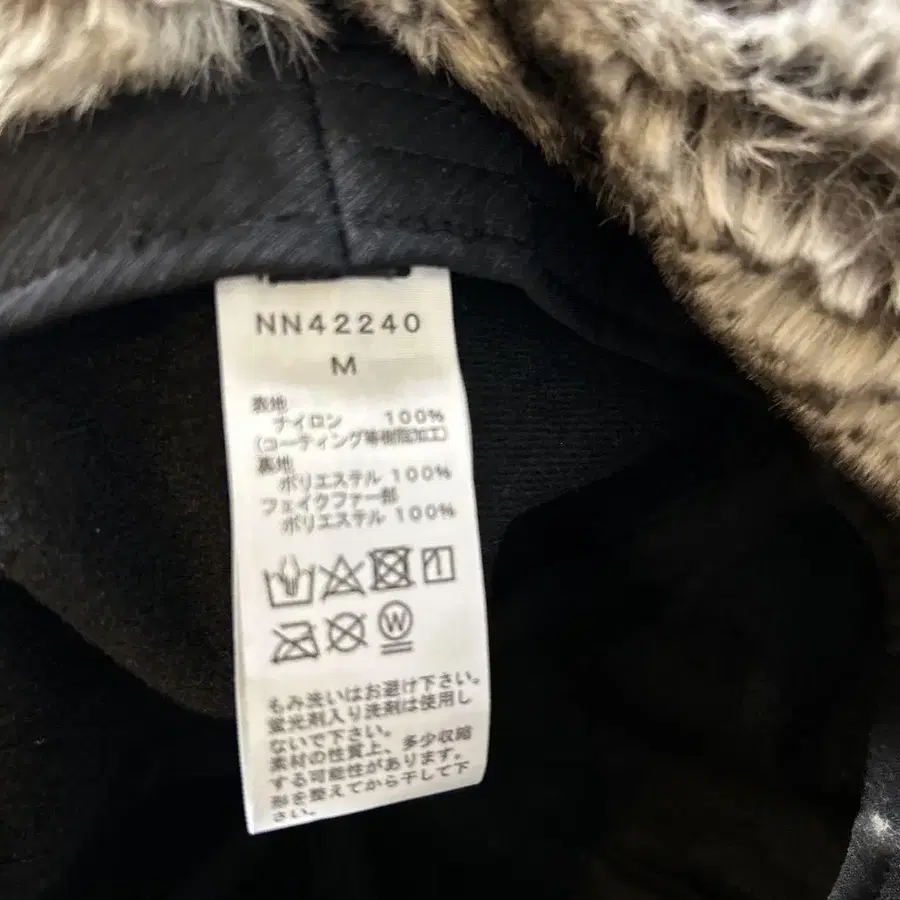 NN42240
M
表地
ナイロン 100%
(コーティング等樹脂加工)
裏地
ポリエステル 100%
フェイクファー部
ポリエステル 100%
W
もみ洗いはお避け下さい。
蛍光剤入り洗剤は使用し
ないで下さい。
素材の性質上、多少収縮
する可能性があります。
形を整えてから干して下
さい。